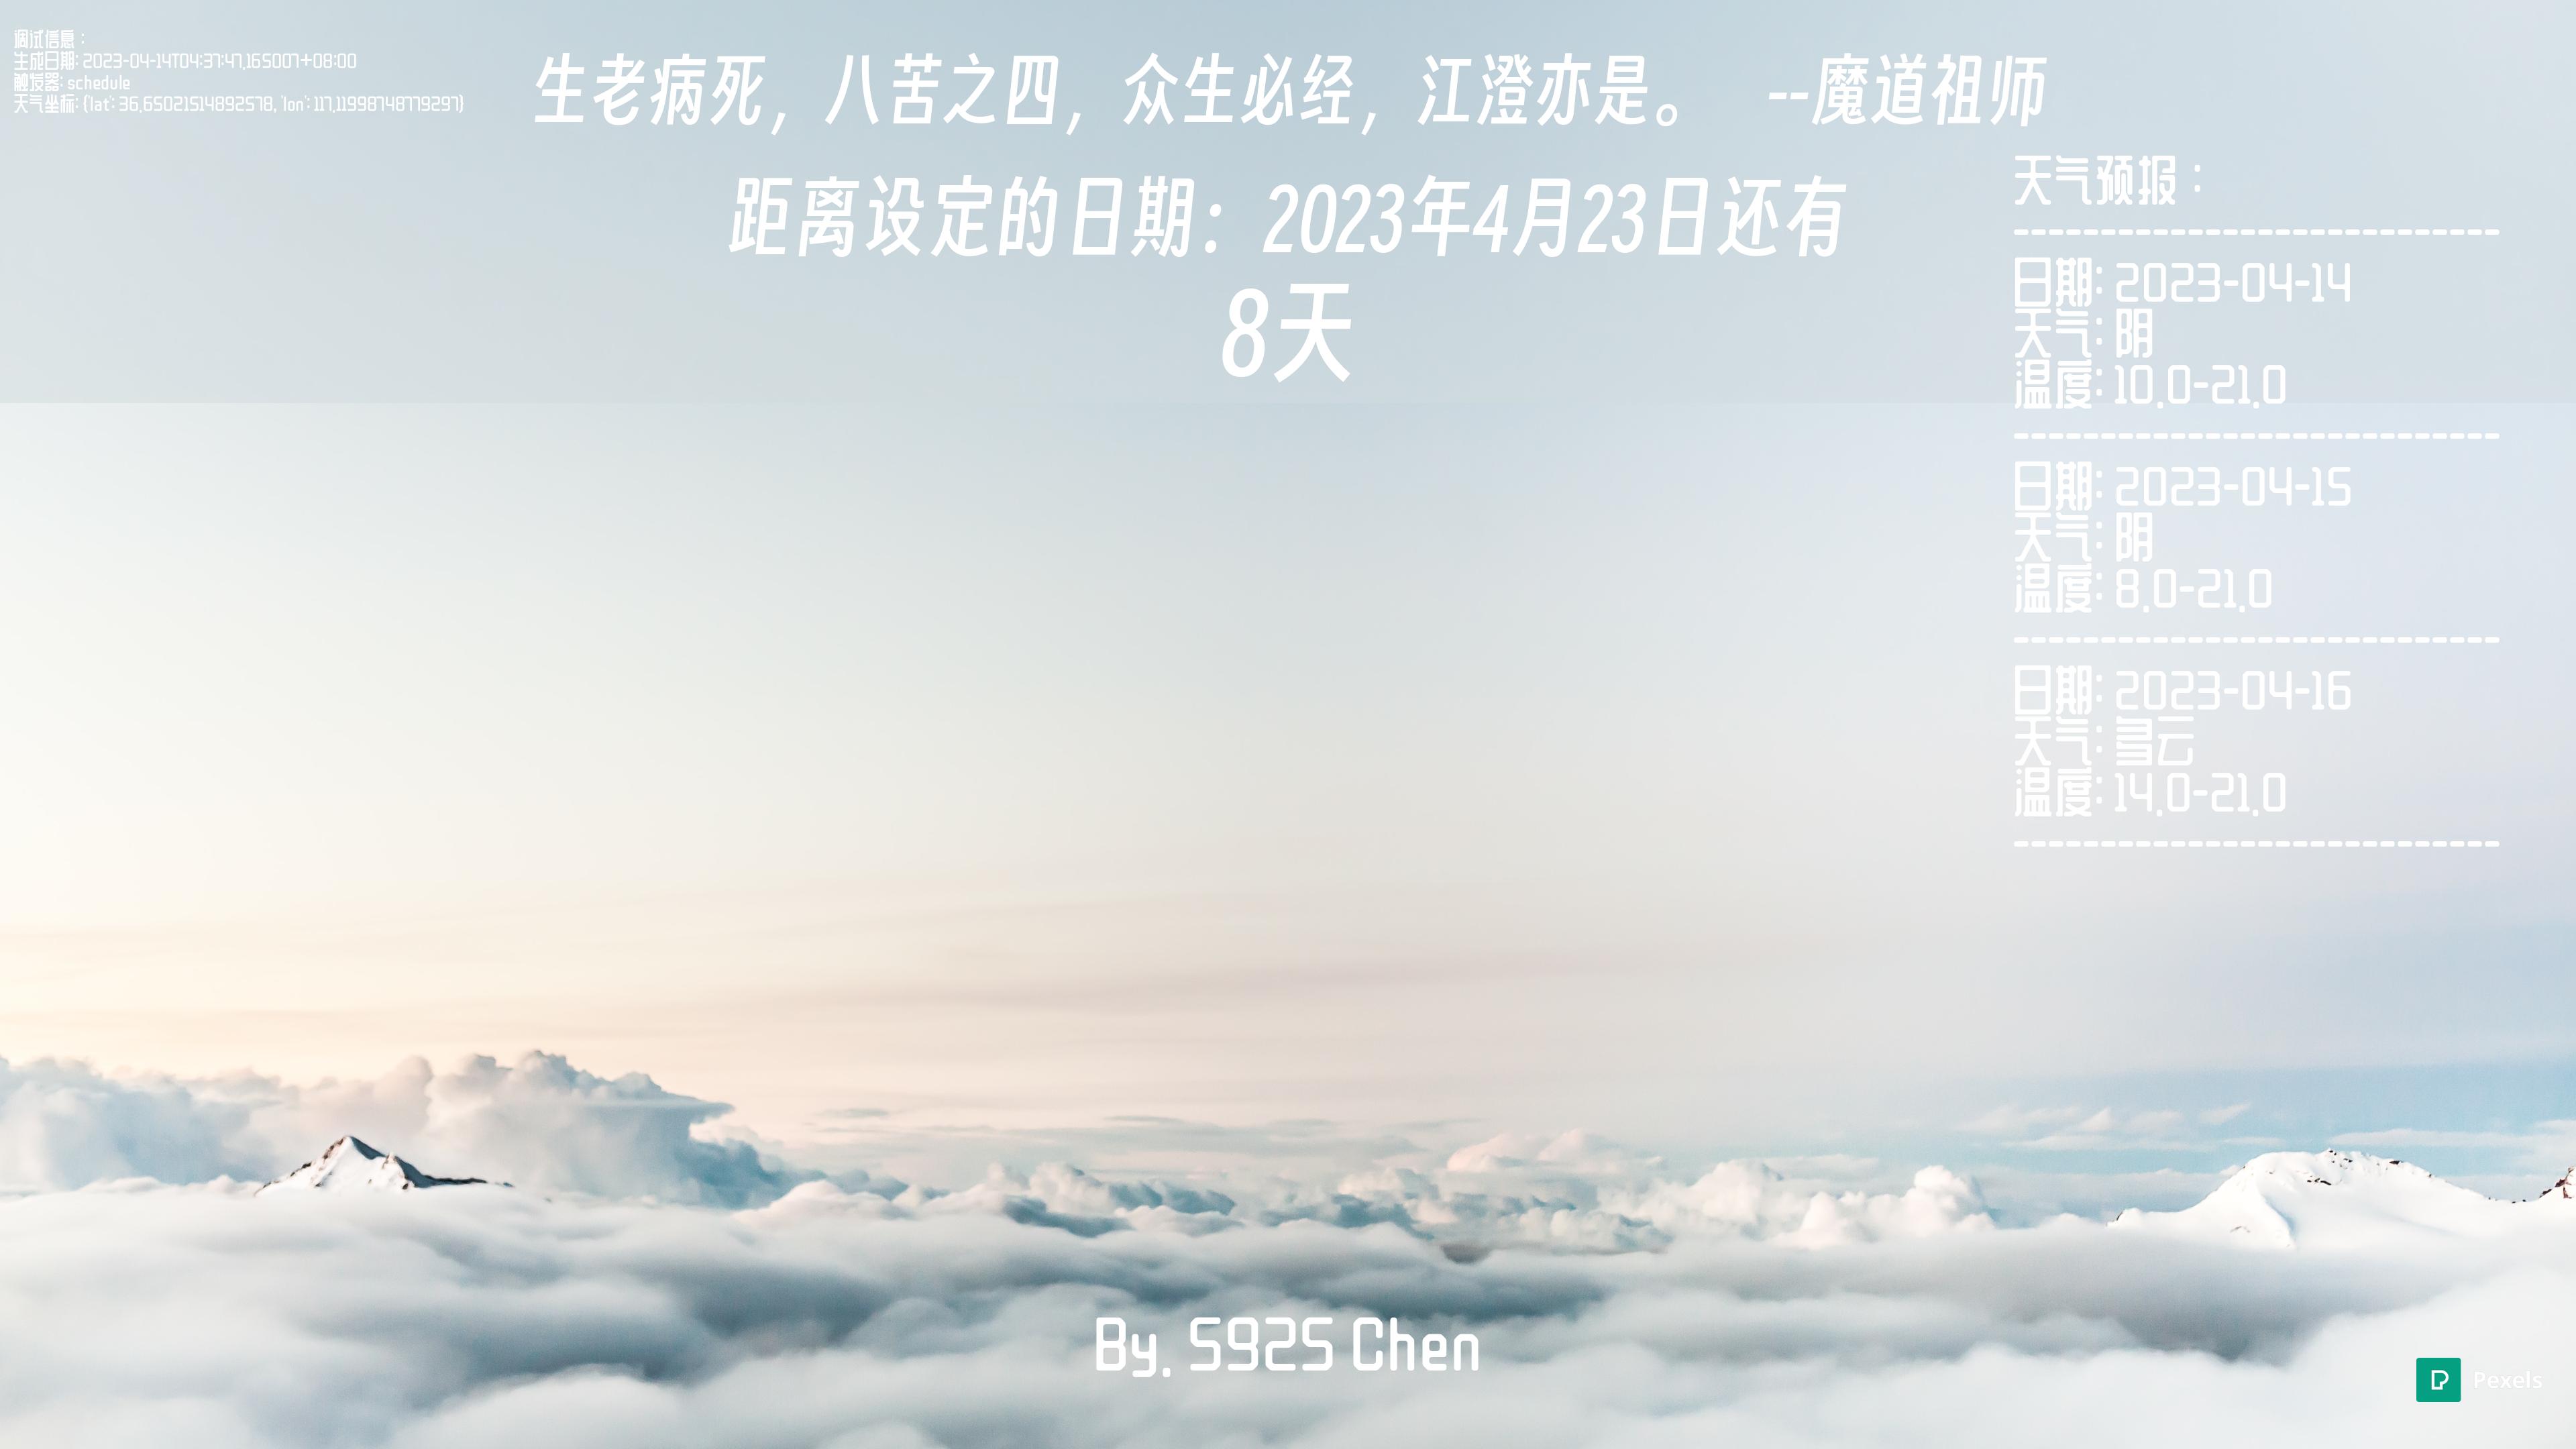 调试信息：
生成日期: 2023-04-14T04:37:47.165007+08:00
触发器: schedule
天气坐标: {'lat': 36.65021514892578, 'lon': 117.11998748779297}
生老病死，八苦之四，众生必经，江澄亦是。 --魔道祖师
距离设定的日期：2023年4月23日还有
8天
天气预报：
----------------------------
日期: 2023-04-14
天气: 阴
温度: 10.0-21.0
----------------------------
日期: 2023-04-15
天气: 阴
温度: 8.0-21.0
----------------------------
日期: 2023-04-16
天气: 多云
温度: 14.0-21.0
----------------------------
By. S925 Chen
Pexels